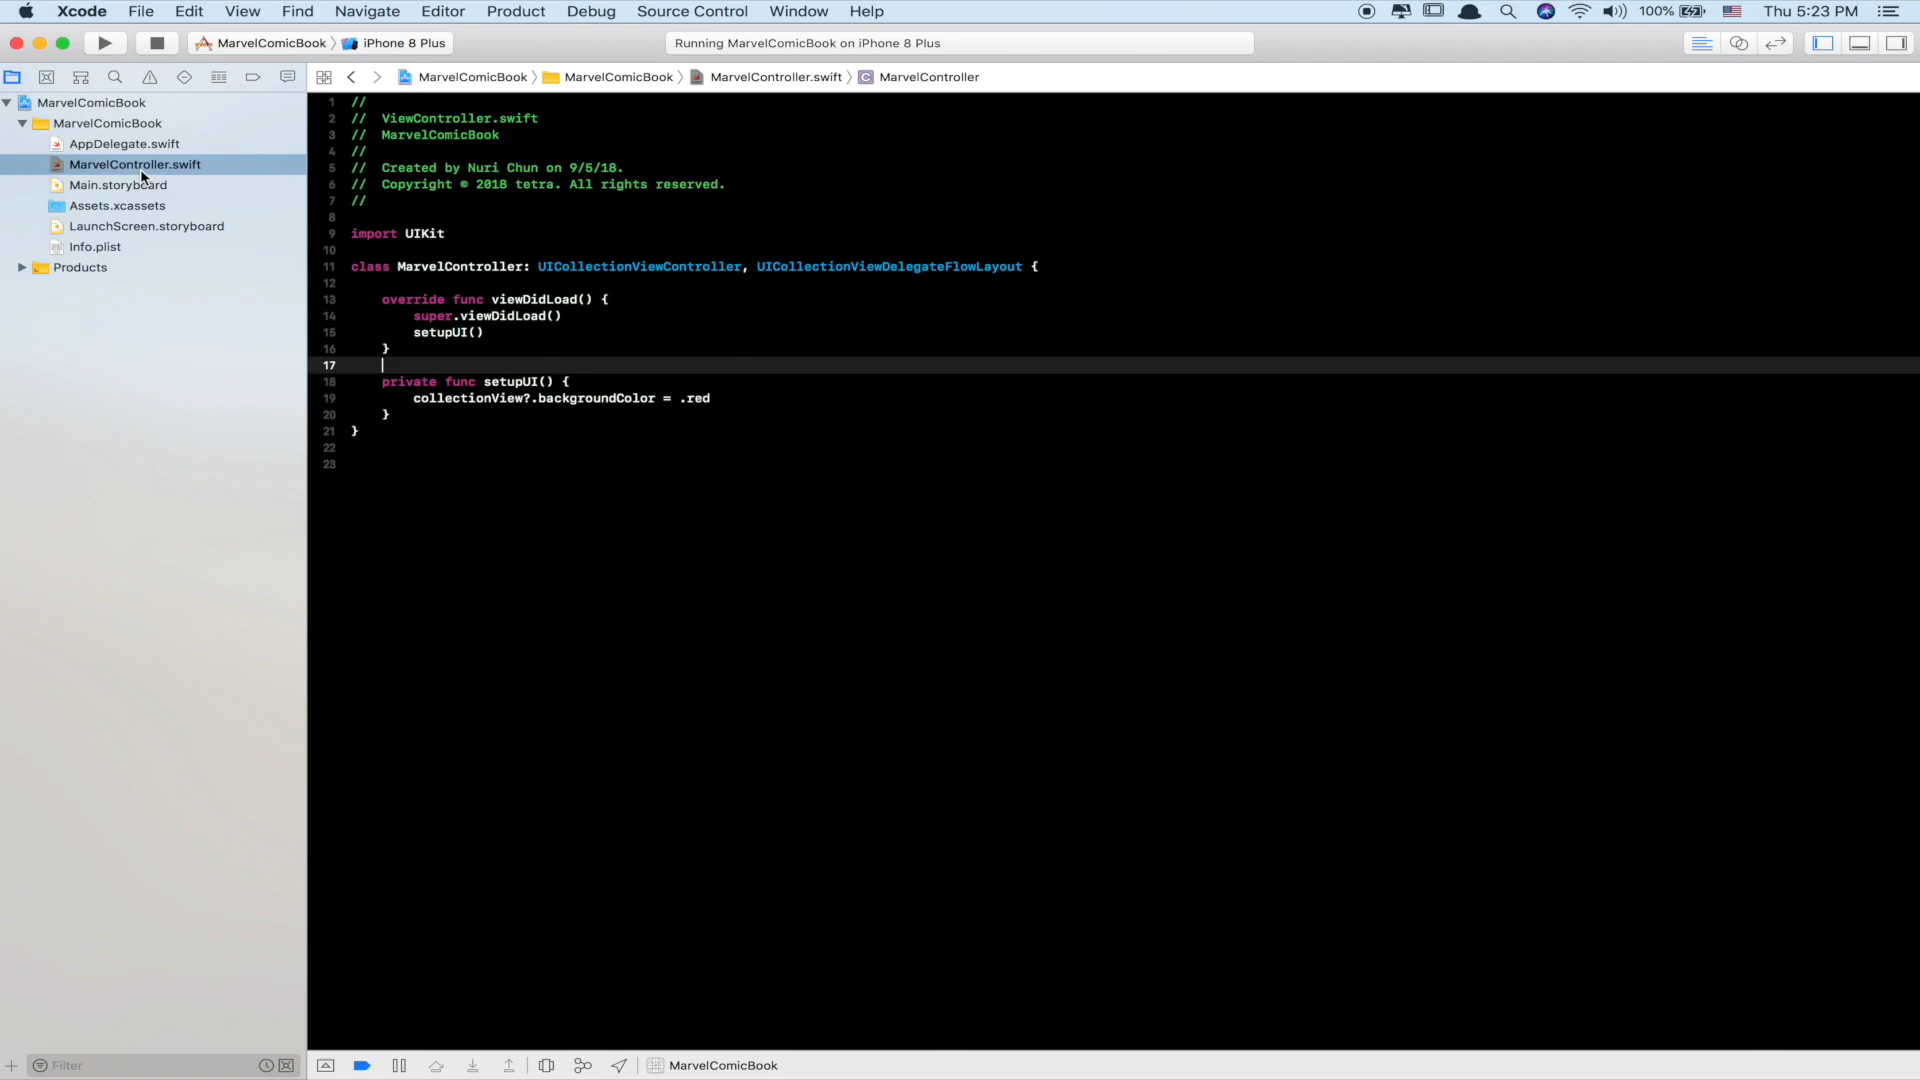 Xcode File Edit View Find Navigate Editor Product Debug Source Control Window Help 100% Thu 5:23 PM
MarvelComicBook iPhone 8 Plus Running MarvelComicBook on iPhone 8 Plus
MarvelComicBook MarvelComicBook MarvelController.swift C MarvelController
MarvelComicBook
MarvelComicBook
AppDelegate.swift
MarvelController.swift
Main.storyboard
Assets.xcassets
LaunchScreen.storyboard
Info.plist
Products
1 //
2 // ViewController.swift
3 // MarvelComicBook
4 //
5 // Created by Nuri Chun on 9/5/18.
6 // Copyright © 2018 tetra. All rights reserved.
7 //
8
9 import UIKit
10
11 class MarvelController: UICollectionViewController, UICollectionViewDelegateFlowLayout {
12
13 override func viewDidLoad() {
14 super.viewDidLoad()
15 setupUI()
16 }
17
18 private func setupUI() {
19 collectionView?.backgroundColor = .red
20 }
21 }
22
23
Filter
MarvelComicBook